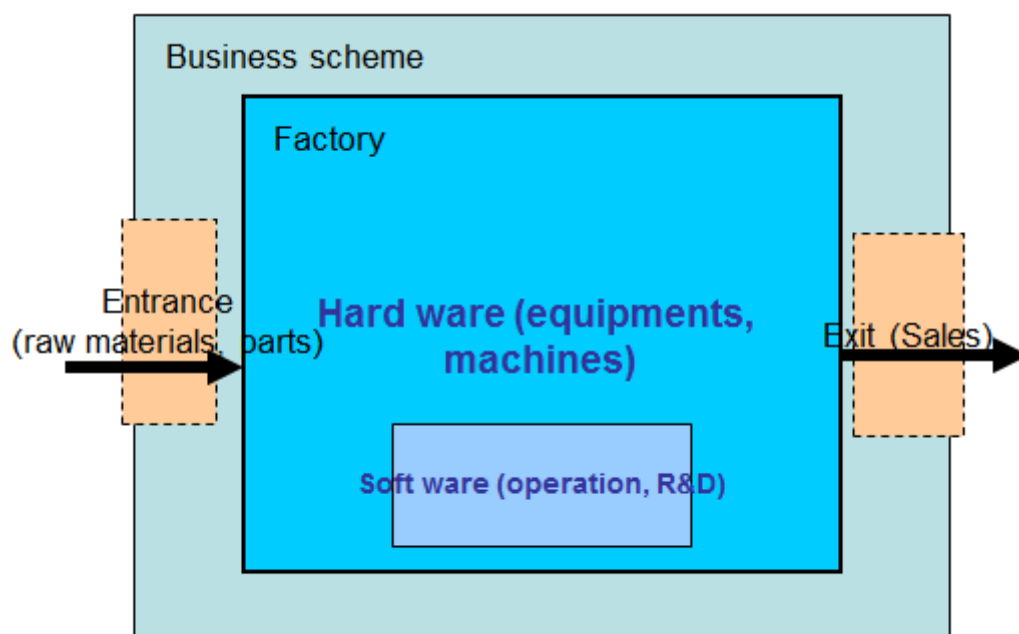 Business scheme
Factory
Entrance
(raw materials, parts)
Hard ware (equipments,
machines)
Exit (Sales)
Soft ware (operation, R&D)